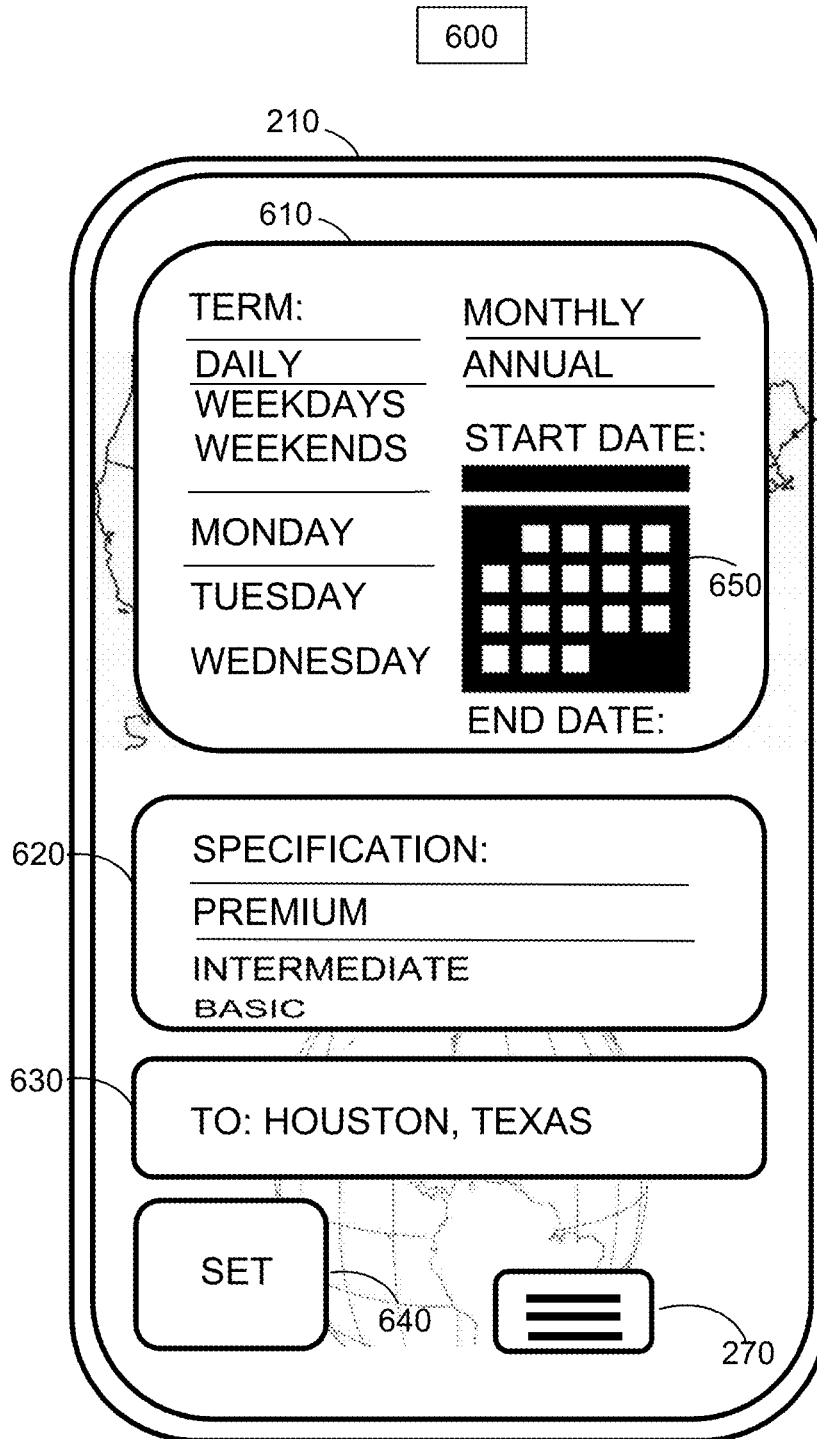 600
210
610
TERM:
DAILY
WEEKDAYS
WEEKENDS
MONDAY
TUESDAY
WEDNESDAY
MONTHLY
ANNUAL
START DATE:
650
END DATE:
620
SPECIFICATION:
PREMIUM
INTERMEDIATE
BASIC
630
TO: HOUSTON, TEXAS
SET
640
270